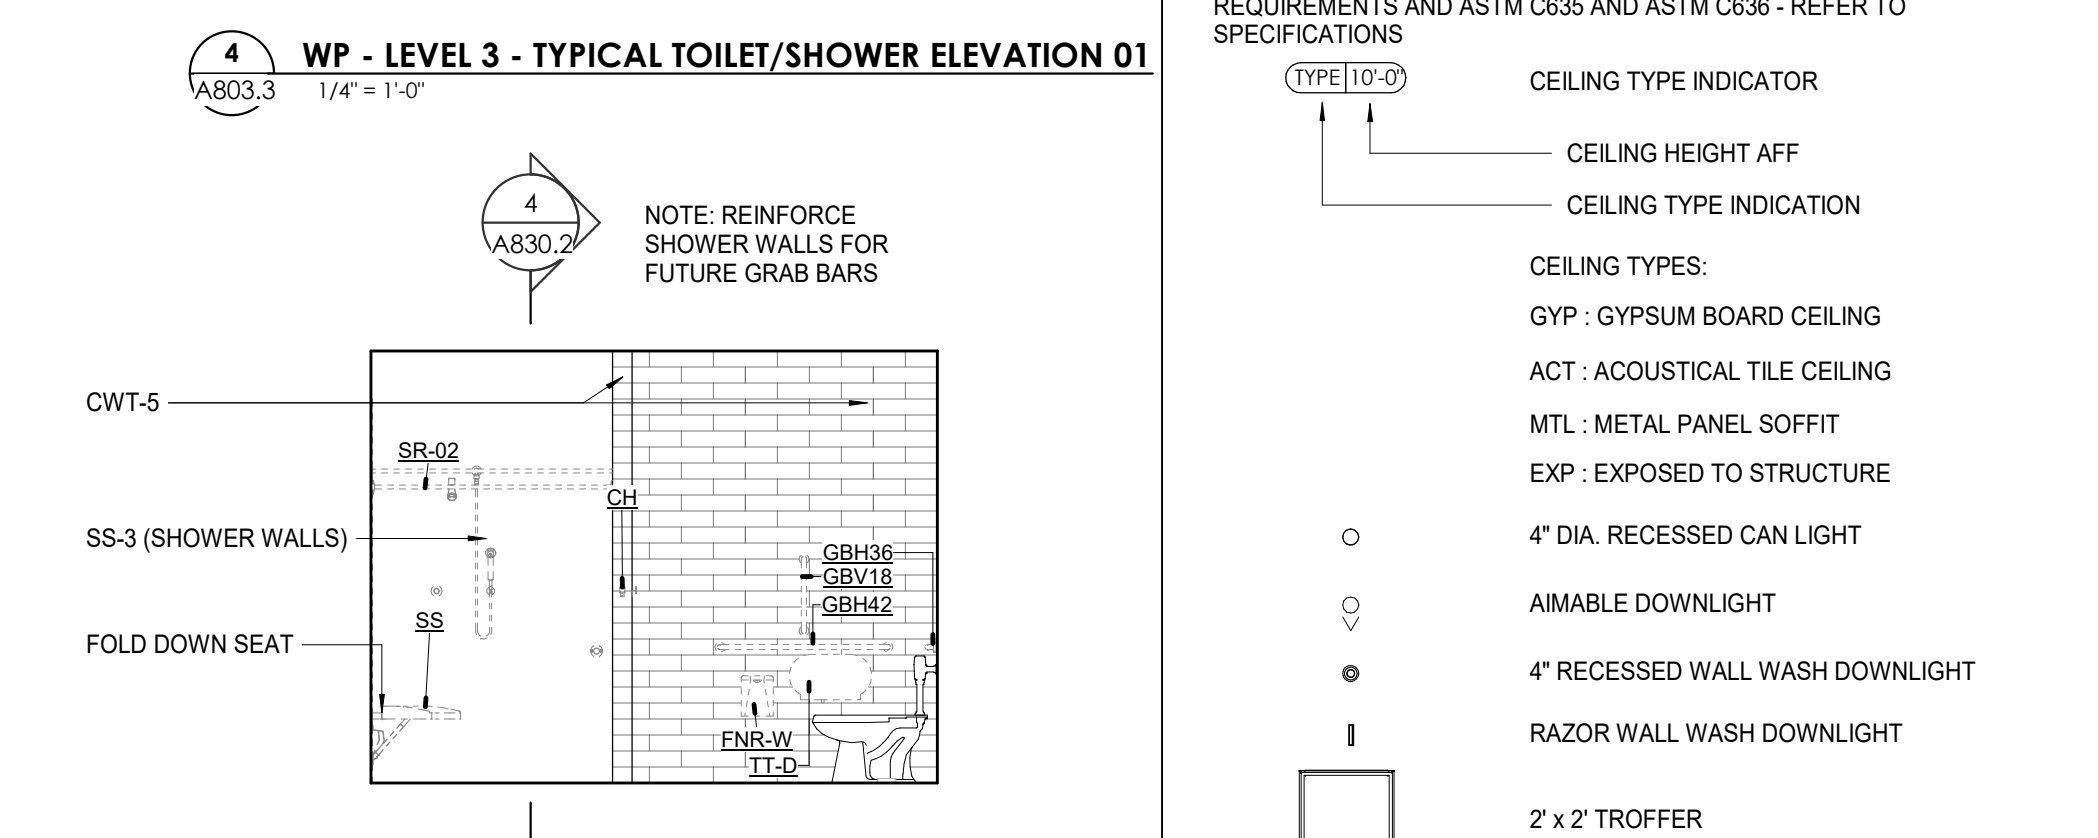 4
A803.3
WP - LEVEL 3 - TYPICAL TOILET/SHOWER ELEVATION 01
1/4" = 1'-0"
4
A830.2
NOTE: REINFORCE
SHOWER WALLS FOR
FUTURE GRAB BARS
CWT-5
SR-02
CH
SS-3 (SHOWER WALLS)
GBH36
GBV18
GBH42
SS
FOLD DOWN SEAT
FNR-W
TT-D
REQUIREMENTS AND ASTM C635 AND ASTM C636 - REFER TO
SPECIFICATIONS
TYPE 10'-0"
CEILING TYPE INDICATOR
CEILING HEIGHT AFF
CEILING TYPE INDICATION
CEILING TYPES:
GYP : GYPSUM BOARD CEILING
ACT : ACOUSTICAL TILE CEILING
MTL : METAL PANEL SOFFIT
EXP : EXPOSED TO STRUCTURE
4" DIA. RECESSED CAN LIGHT
AIMABLE DOWNLIGHT
4" RECESSED WALL WASH DOWNLIGHT
RAZOR WALL WASH DOWNLIGHT
2' x 2' TROFFER